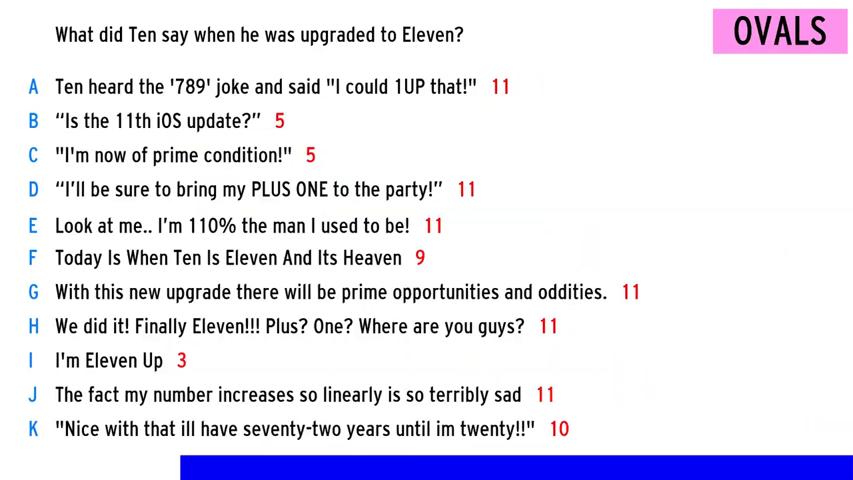 What did Ten say when he was upgraded to Eleven?
OVALS
A Ten heard the '789' joke and said "I could 1UP that!" 11
B “Is the 11th iOS update?” 5
C "I'm now of prime condition!" 5
D “I’ll be sure to bring my PLUS ONE to the party!” 11
E Look at me.. I’m 110% the man I used to be! 11
F Today Is When Ten Is Eleven And Its Heaven 9
G With this new upgrade there will be prime opportunities and oddities. 11
H We did it! Finally Eleven!!! Plus? One? Where are you guys? 11
I I'm Eleven Up 3
J The fact my number increases so linearly is so terribly sad 11
K "Nice with that ill have seventy-two years until im twenty!!" 10